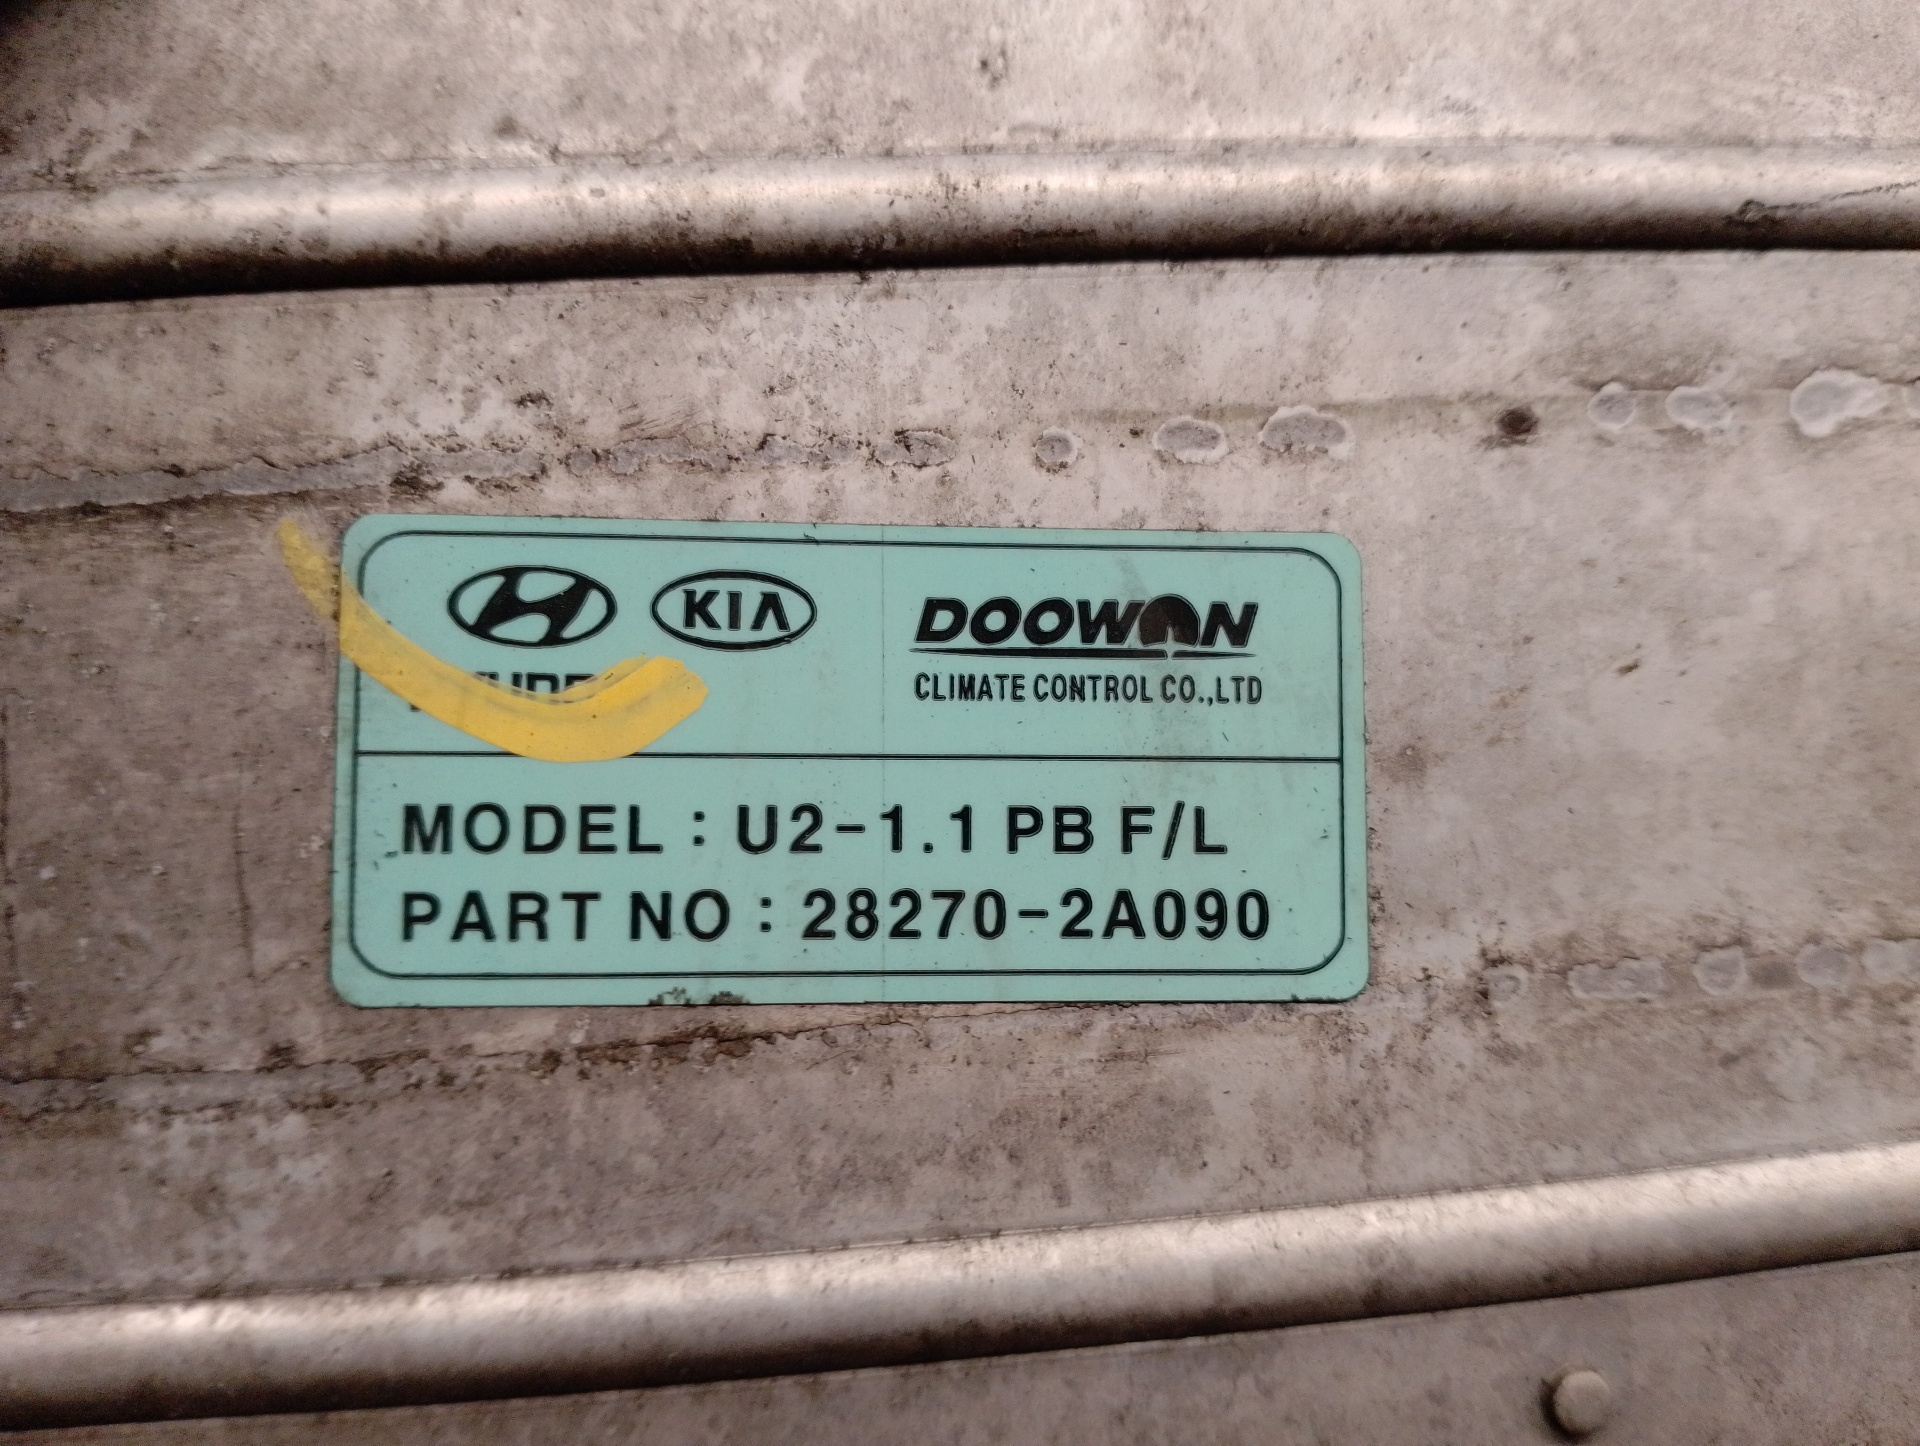 KIA
DOOWON
CLIMATE CONTROL CO.,LTD
MODEL : U2-1.1 PB F/L
PART NO : 28270-2A090